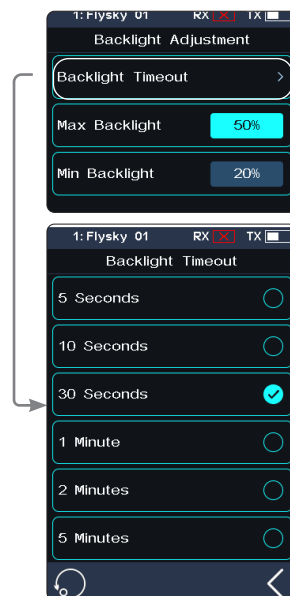 1: Flysky 01 RX TX
Backlight Adjustment
Backlight Timeout
Max Backlight 50%
Min Backlight 20%
1: Flysky 01 RX TX
Backlight Timeout
5 Seconds
10 Seconds
30 Seconds
1 Minute
2 Minutes
5 Minutes